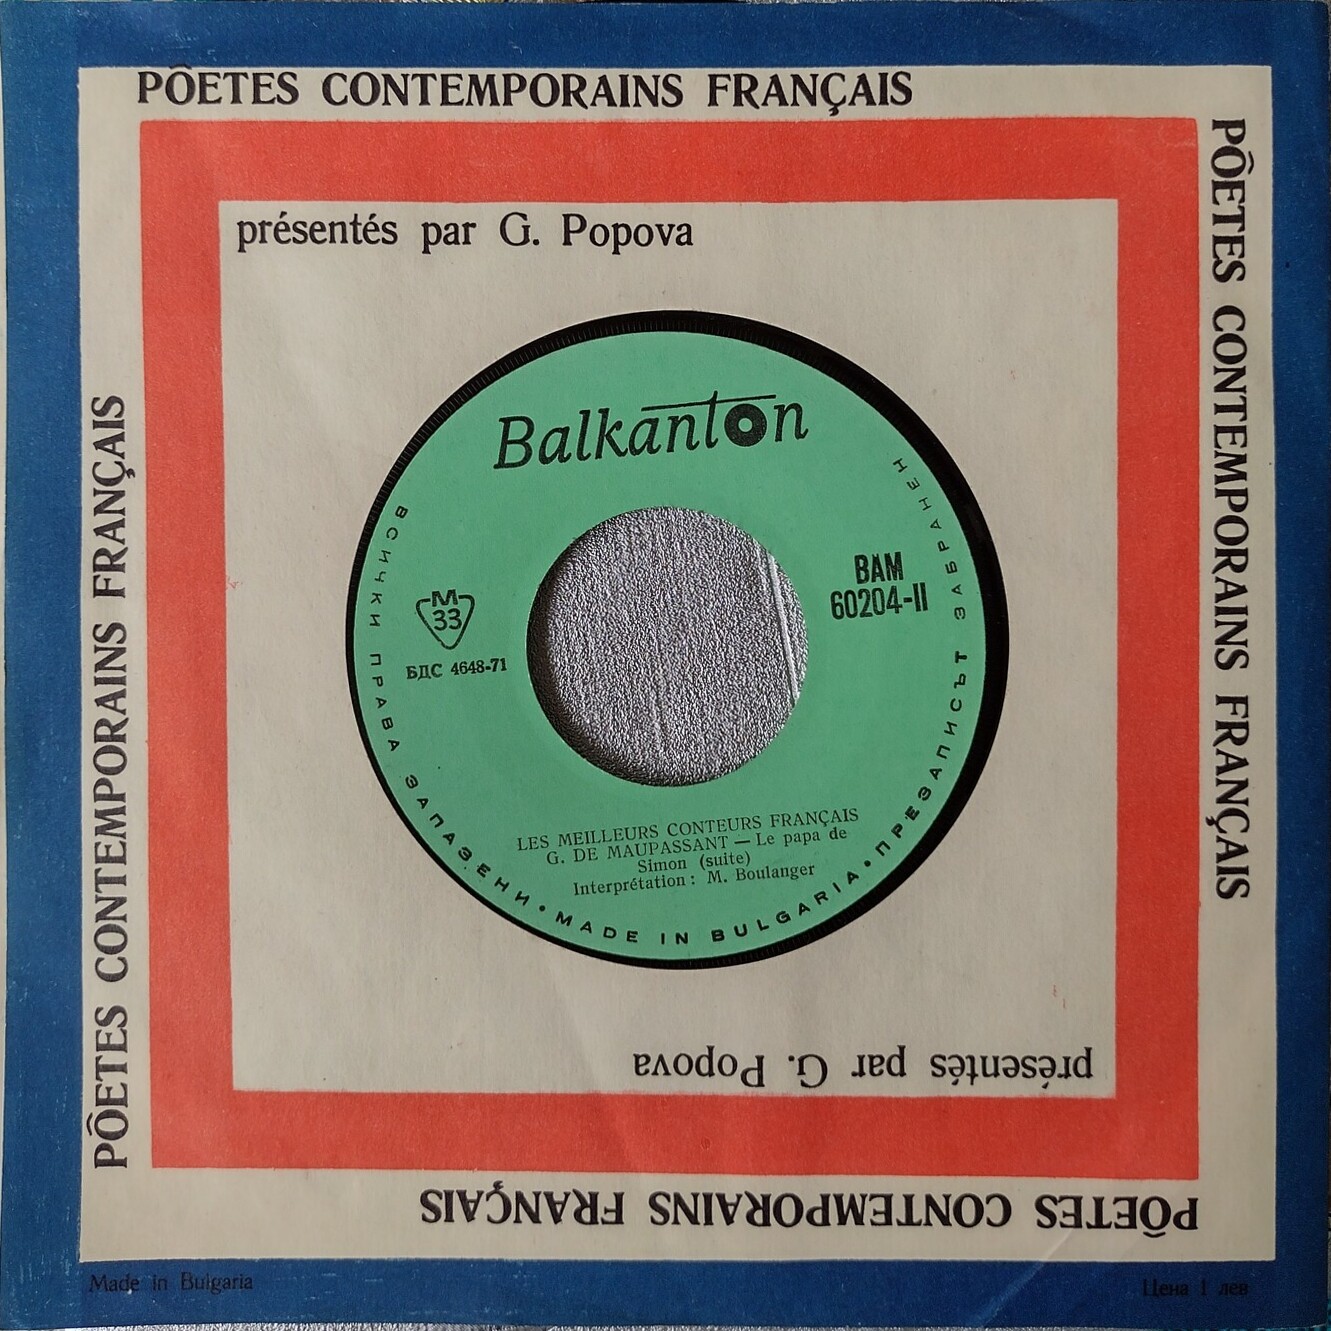 PÔETES CONTEMPORAINS FRANÇAIS
présentés par G. Popova
PÔETES CONTEMPORAINS FRANÇAIS
PÔETES CONTEMPORAINS FRANÇAIS
Balkanton
M
33
БДС 4648-71
BAM
60204-II
LES MEILLEURS CONTEURS FRANÇAIS
G. DE MAUPASSANT — Le papa de
Simon (suite)
Interprétation : M. Boulanger
ВСИЧКИ ПРАВА ЗАПАЗЕНИ • MADE IN BULGARIA • ПРЕЗАПИСЪТ ЗАБРАНЕН
présentés par G. Popova
PÔETES CONTEMPORAINS FRANÇAIS
Made in Bulgaria
Цена 1 лев